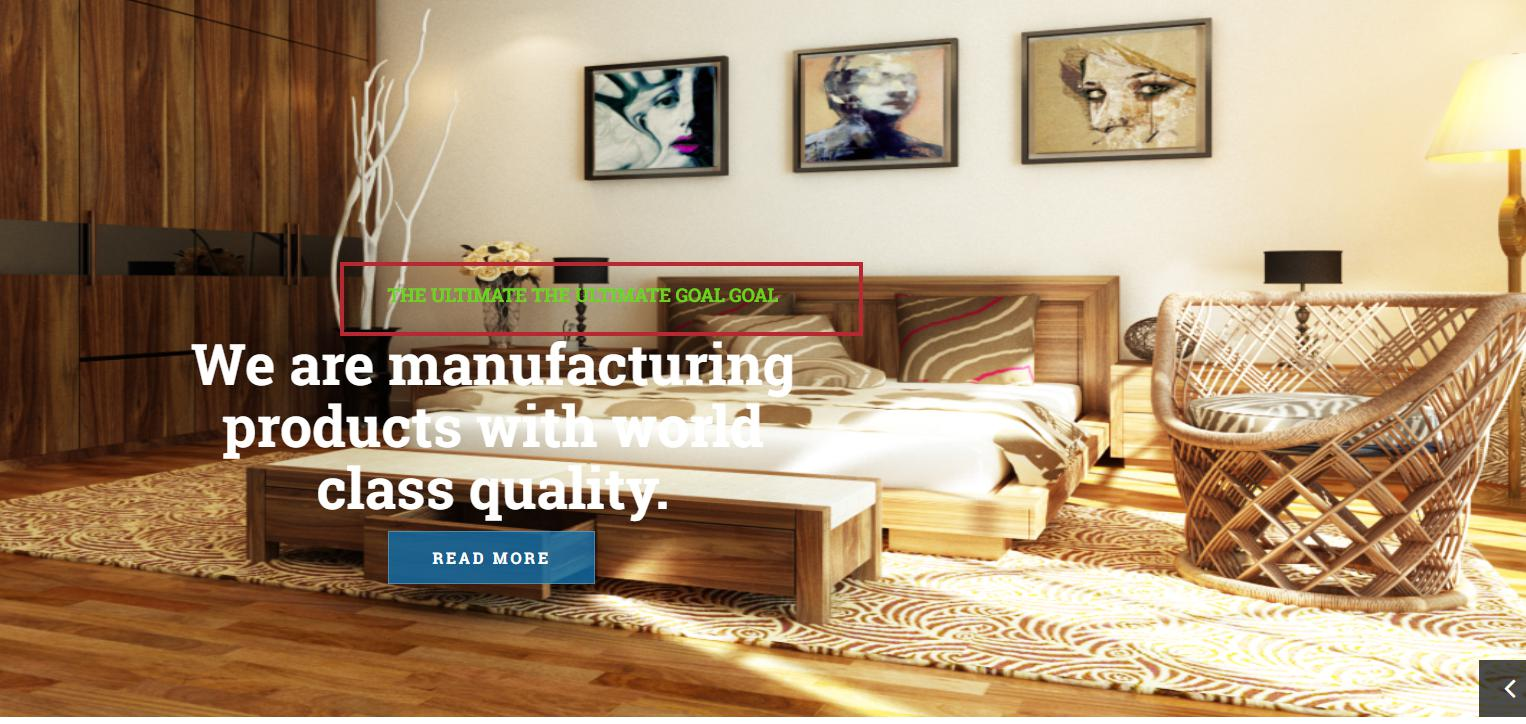 THE ULTIMATE THE ULTIMATE GOAL GOAL
We are manufacturing
products with world
class quality.
READ MORE